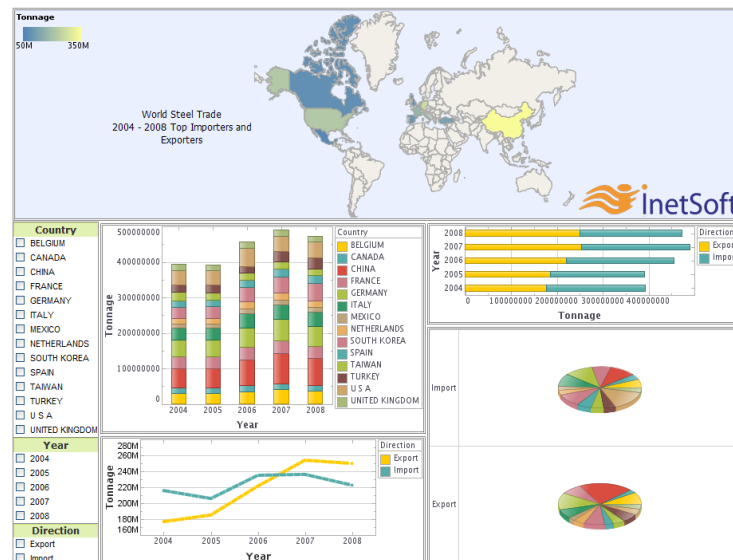 Tonnage
50M 350M
World Steel Trade
2004 - 2008 Top Importers and
Exporters
InetSoft
Country
BELGIUM
CANADA
CHINA
FRANCE
GERMANY
ITALY
MEXICO
NETHERLANDS
SOUTH KOREA
SPAIN
TAIWAN
TURKEY
U S A
UNITED KINGDOM
Year
2004
2005
2006
2007
2008
Direction
Export
Import
Tonnage
500000000
400000000
300000000
200000000
100000000
0
2004 2005 2006 2007 2008
Year
Country
BELGIUM
CANADA
CHINA
FRANCE
GERMANY
ITALY
MEXICO
NETHERLANDS
SOUTH KOREA
SPAIN
TAIWAN
TURKEY
U S A
UNITED KINGDOM
Year
2008
2007
2006
2005
2004
0 100000000 200000000 300000000 400000000
Tonnage
Direction
Expor
Impor
Tonnage
280M
260M
240M
220M
200M
180M
160M
2004 2005 2006 2007 2008
Year
Direction
Export
Import
Import
Export